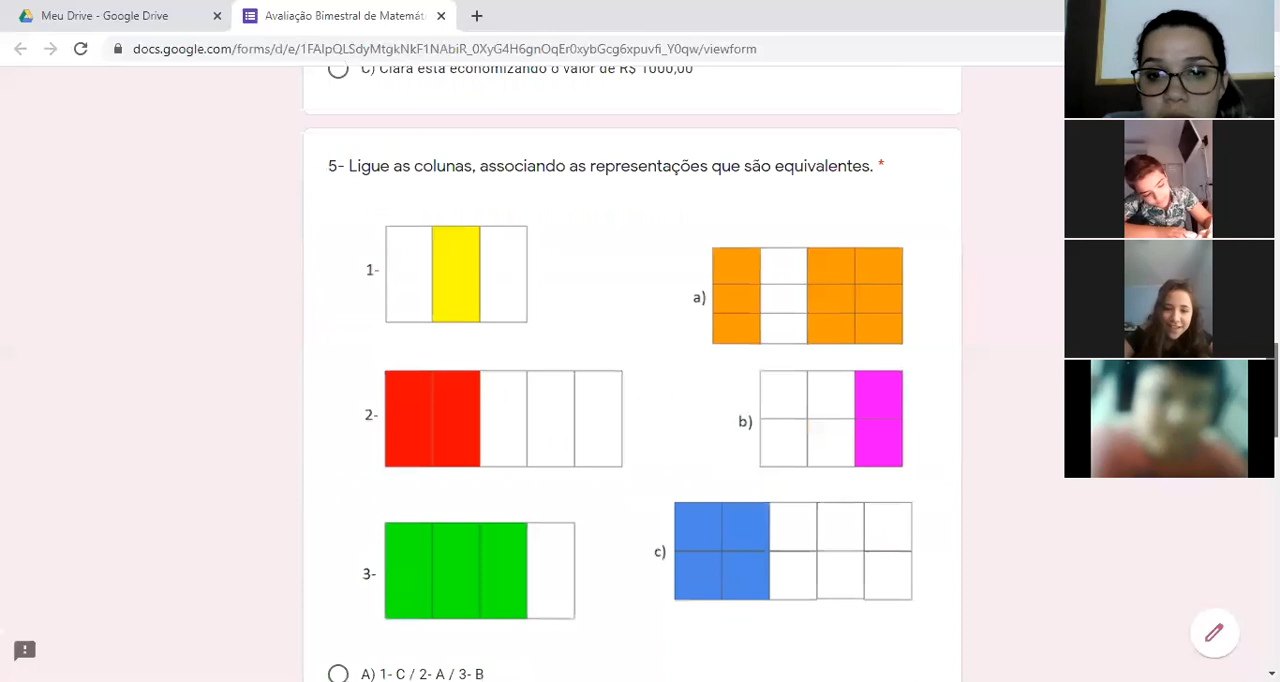 Meu Drive - Google Drive
Avaliação Bimestral de Matemát
docs.google.com/forms/d/e/1FAIpQLSdyMtgkNkF1NAbiR_0XyG4H6gnOqEr0xybGcg6xpuvfi_Y0qw/viewform
C) Clara está economizando o valor de R$ 1000,00
5- Ligue as colunas, associando as representações que são equivalentes. *
1-
a)
2-
b)
c)
3-
A) 1- C / 2- A / 3- B